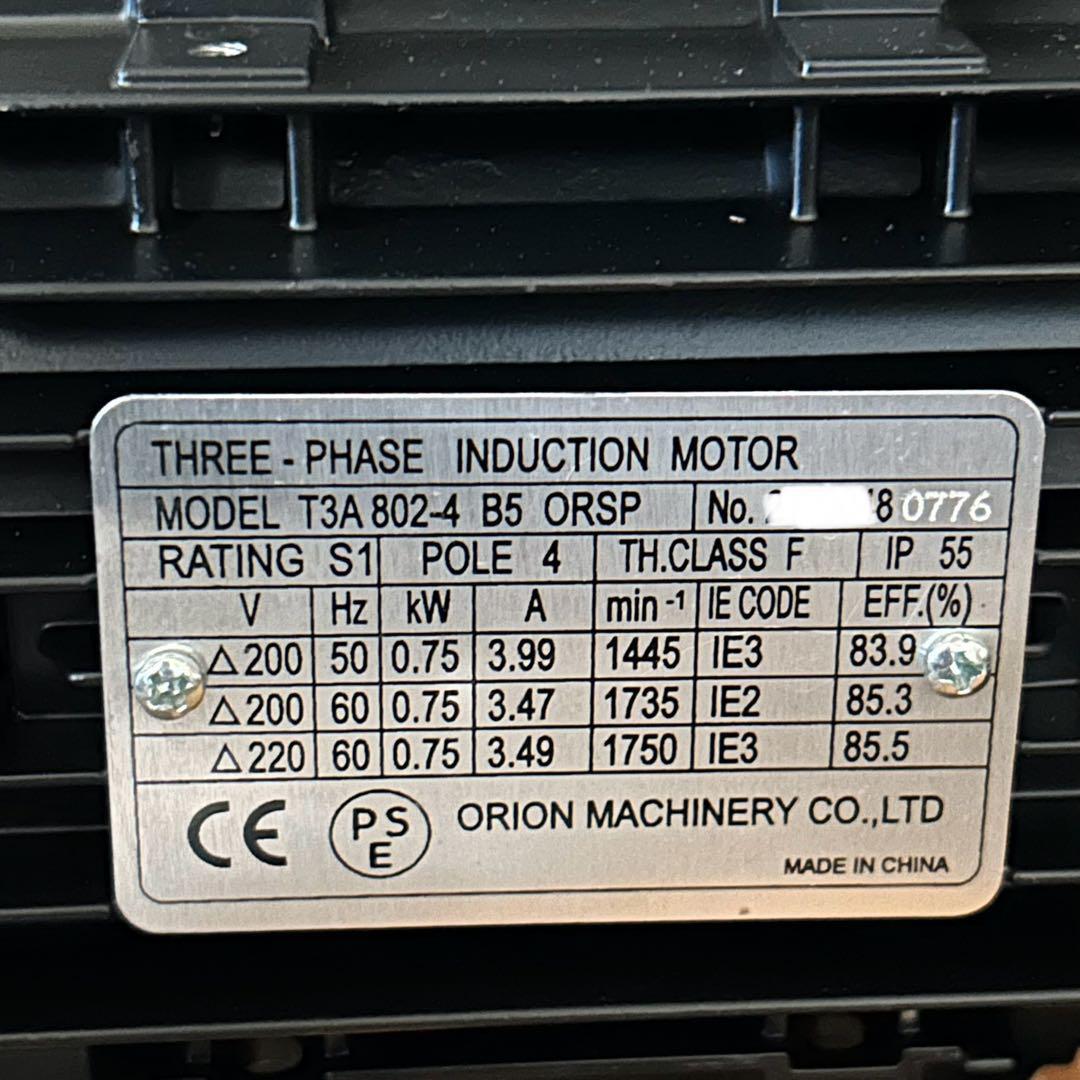 THREE - PHASE INDUCTION MOTOR
MODEL T3A 802-4 B5 ORSP No. 8 0776
RATING S1 POLE 4 TH.CLASS F IP 55
V Hz kW A min -1 IE CODE EFF.(%)
△200 50 0.75 3.99 1445 IE3 83.9
△200 60 0.75 3.47 1735 IE2 85.3
△220 60 0.75 3.49 1750 IE3 85.5
CE PSE ORION MACHINERY CO.,LTD
MADE IN CHINA